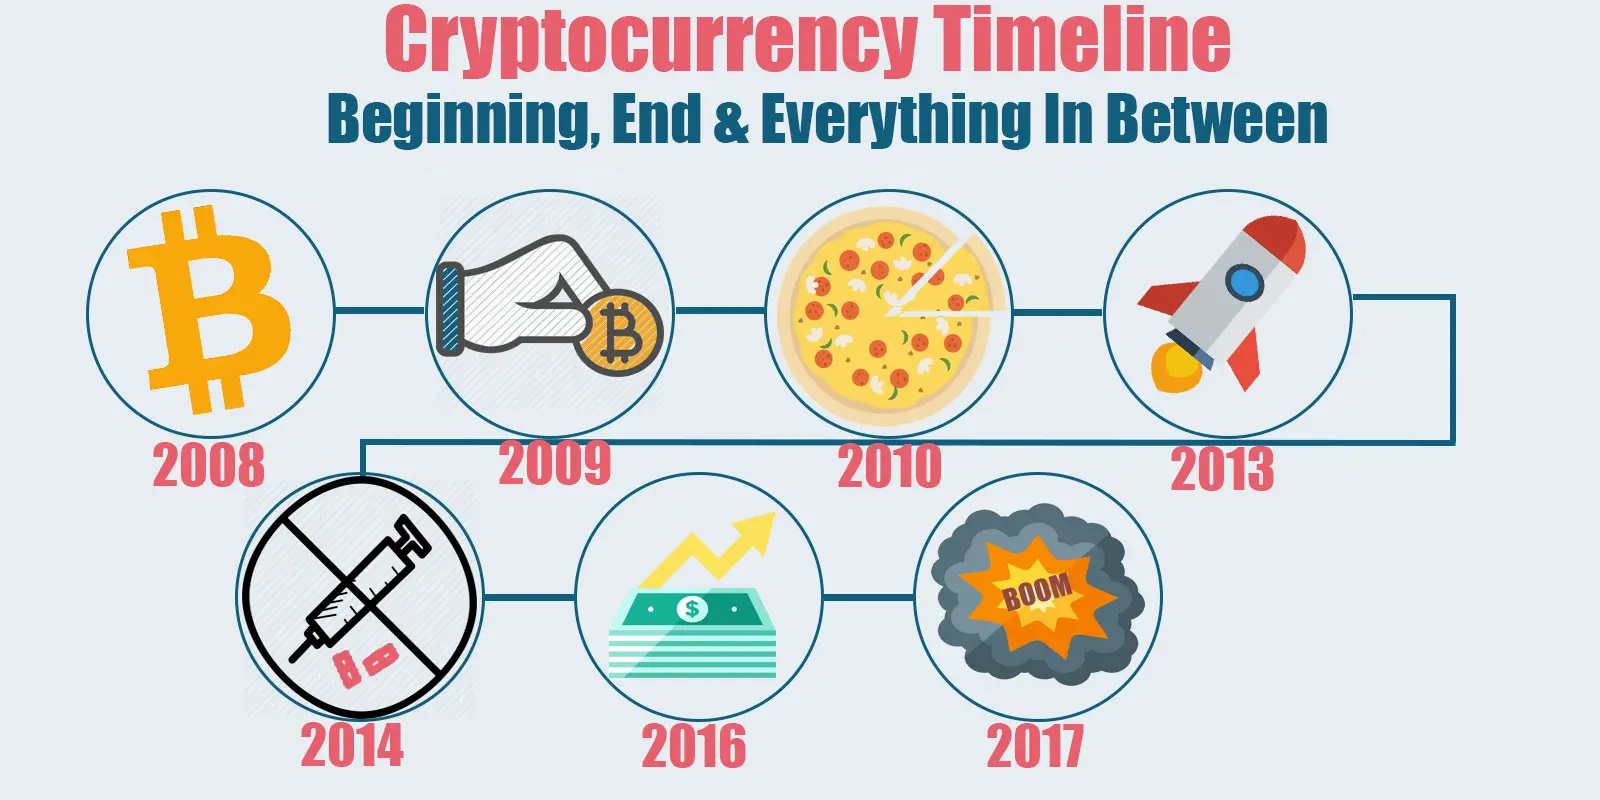 Cryptocurrency Timeline
Beginning, End & Everything In Between
2008
2009
2010
2013
$
BOOM
2014
2016
2017